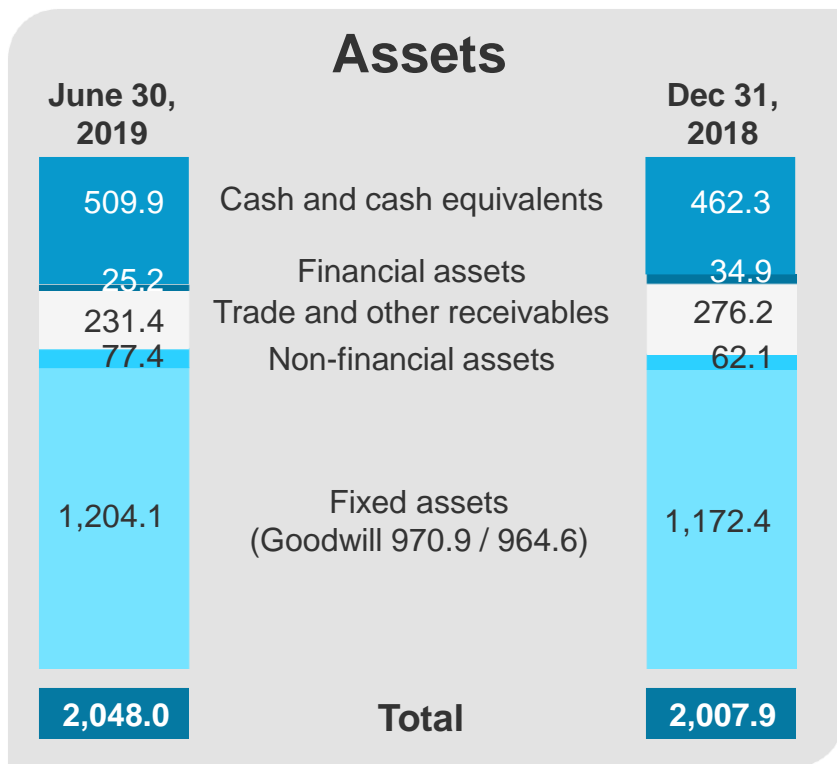 Assets
June 30,
2019
Dec 31,
2018
509.9
Cash and cash equivalents
462.3
25.2
Financial assets
34.9
231.4
Trade and other receivables
276.2
77.4
Non-financial assets
62.1
1,204.1
Fixed assets
(Goodwill 970.9 / 964.6)
1,172.4
2,048.0
Total
2,007.9